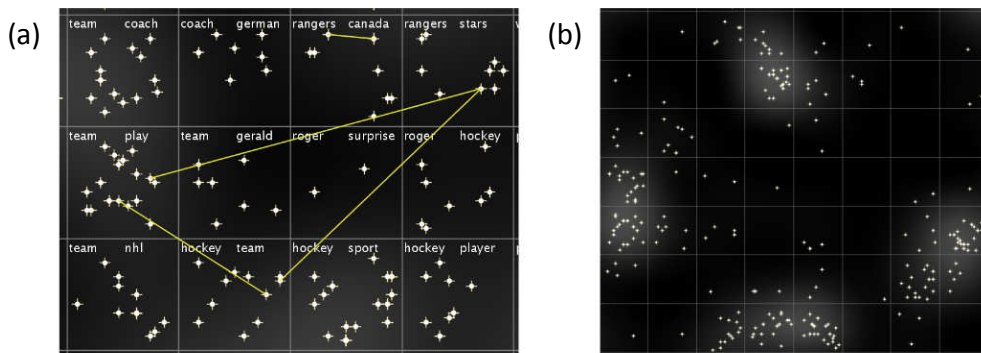 (a)
team coach coach german rangers canada rangers stars
team play team gerald roger surprise roger hockey
team nhl hockey team hockey sport hockey player
(b)